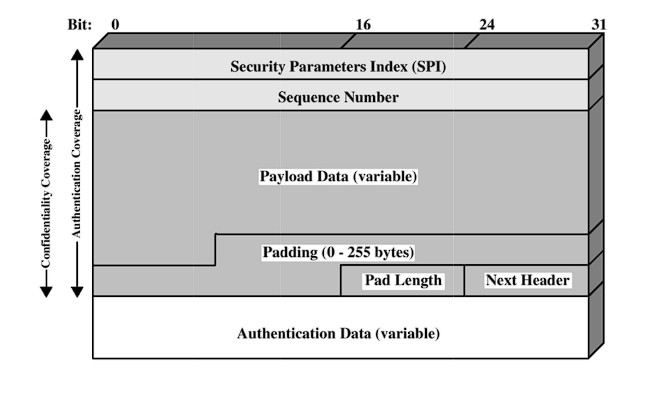 Bit: 0 16 24 31
Security Parameters Index (SPI)
Sequence Number
Confidentiality Coverage
Authentication Coverage
Payload Data (variable)
Padding (0 - 255 bytes)
Pad Length Next Header
Authentication Data (variable)